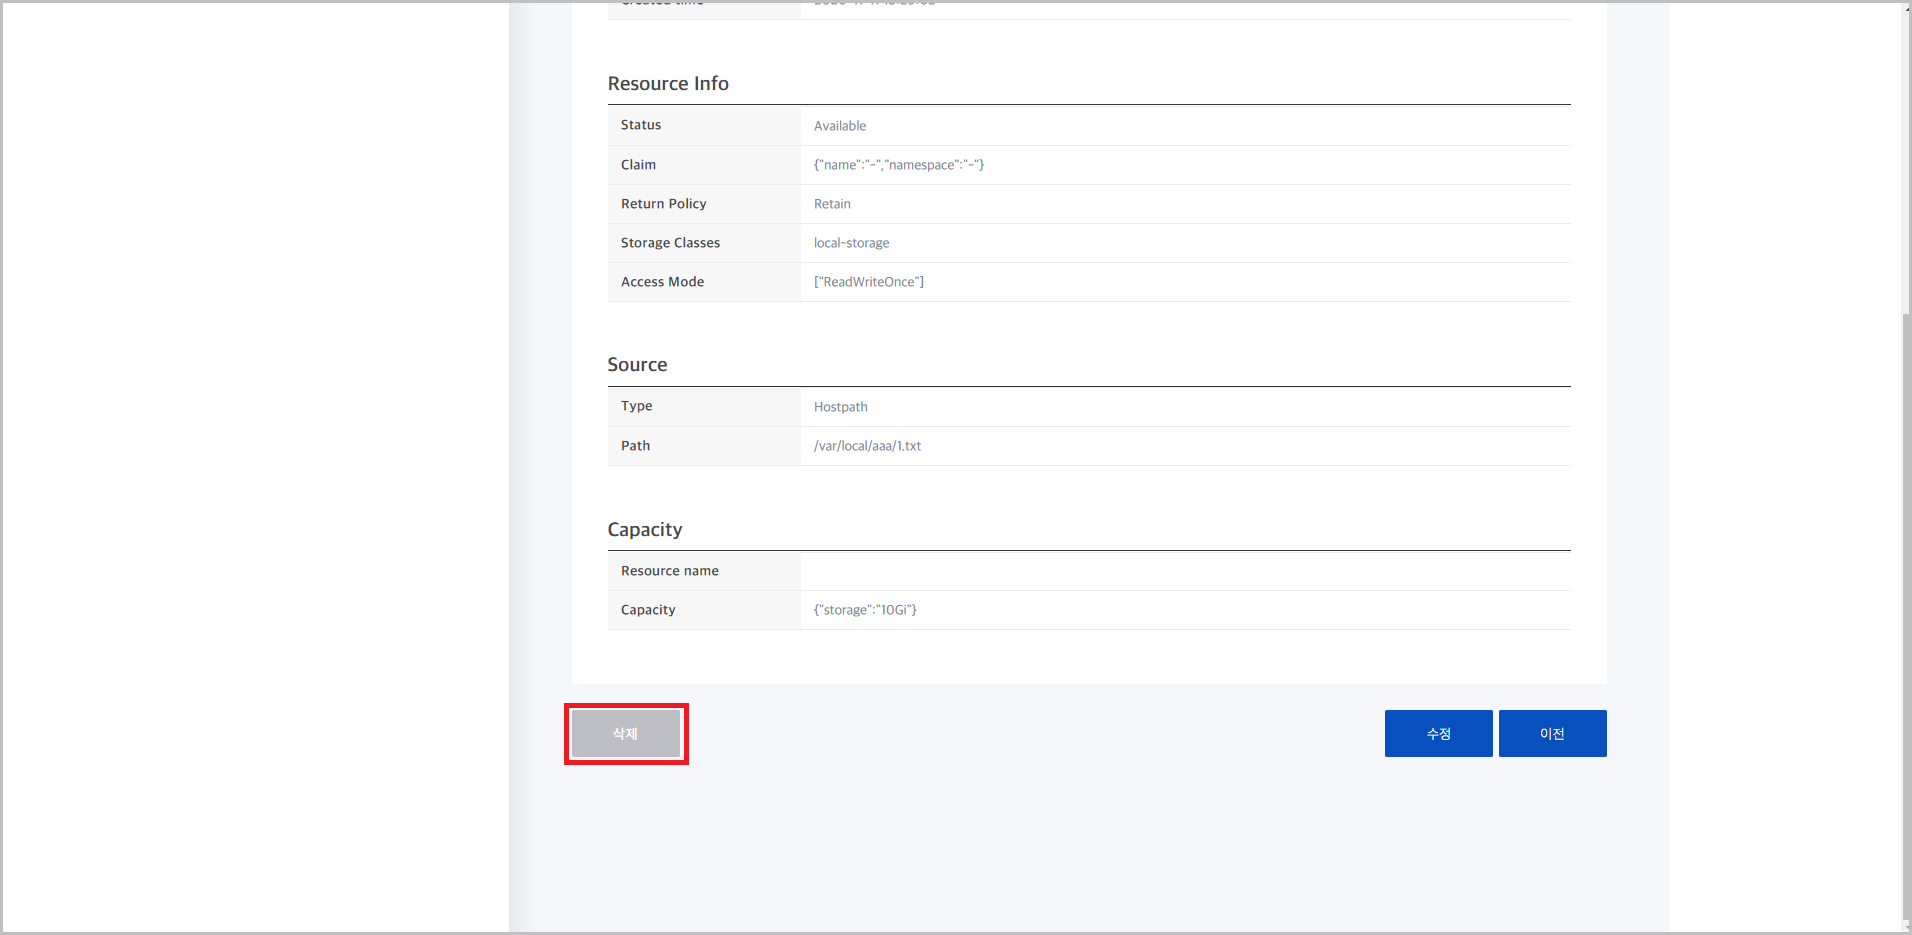 Resource Info
Status Available
Claim {"name":"-","namespace":"-"}
Return Policy Retain
Storage Classes local-storage
Access Mode ["ReadWriteOnce"]
Source
Type Hostpath
Path /var/local/aaa/1.txt
Capacity
Resource name
Capacity {"storage":"10Gi"}
삭제 수정 이전